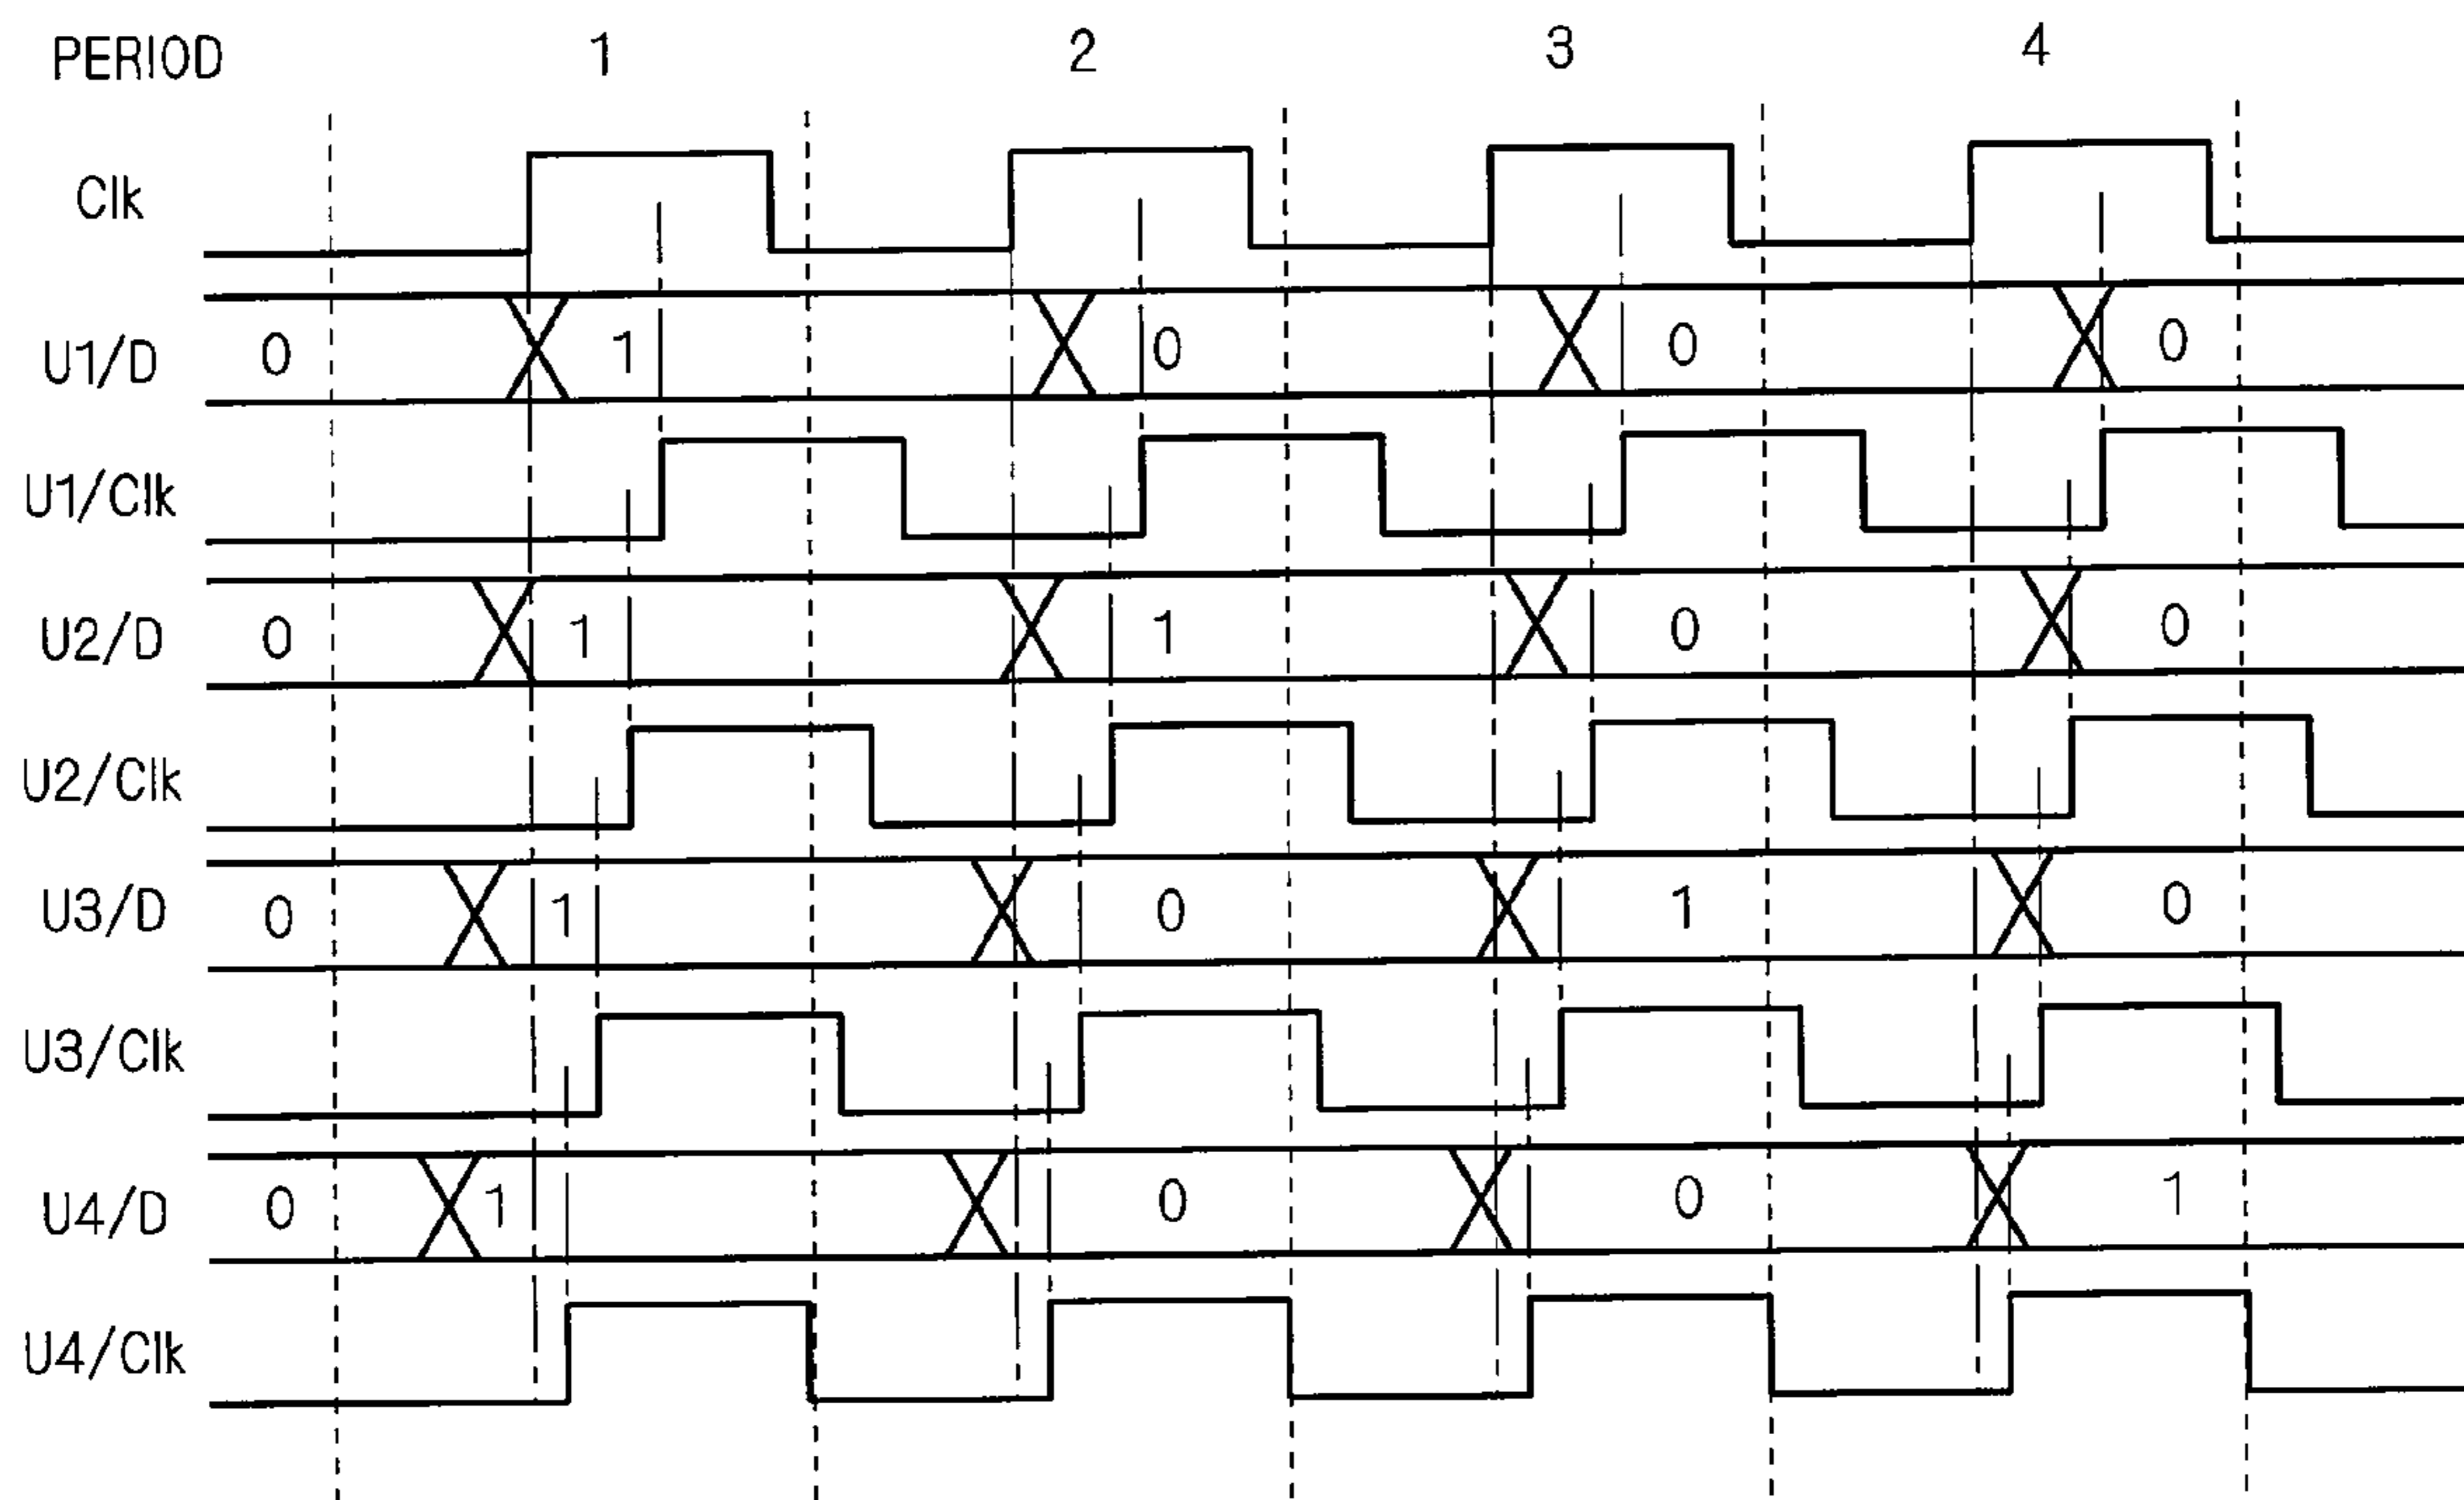 PERIOD 1 2 3 4
Clk
U1/D 0 1 0 0 0
U1/Clk
U2/D 0 1 1 0 0
U2/Clk
U3/D 0 1 0 1 0
U3/Clk
U4/D 0 1 0 0 1
U4/Clk